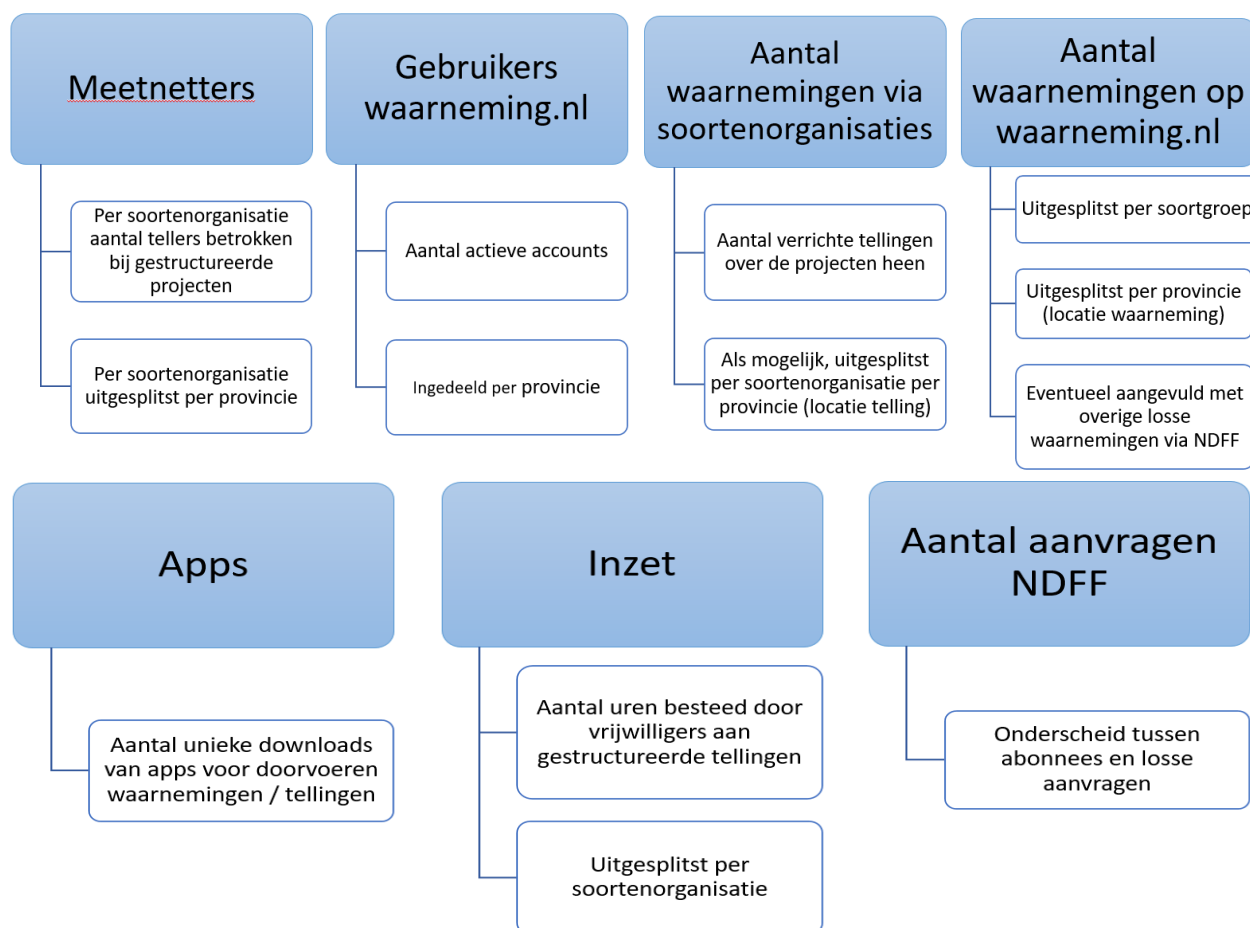 Meetnetters
Per soortenorganisatie
aantal tellers betrokken
bij gestructureerde
projecten
Per soortenorganisatie
uitgesplitst per provincie
Gebruikers
waarneming.nl
Aantal actieve accounts
Ingedeeld per provincie
Aantal
waarnemingen via
soortenorganisaties
Aantal verrichte tellingen
over de projecten heen
Als mogelijk, uitgesplitst
per soortenorganisatie per
provincie (locatie telling)
Aantal
waarnemingen op
waarneming.nl
Uitgesplitst per soortgroep
Uitgesplitst per provincie
(locatie waarneming)
Eventueel aangevuld met
overige losse
waarnemingen via NDFF
Apps
Aantal unieke downloads
van apps voor doorvoeren
waarnemingen / tellingen
Inzet
Aantal uren besteed door
vrijwilligers aan
gestructureerde tellingen
Uitgesplitst per
soortenorganisatie
Aantal aanvragen
NDFF
Onderscheid tussen
abonnees en losse
aanvragen